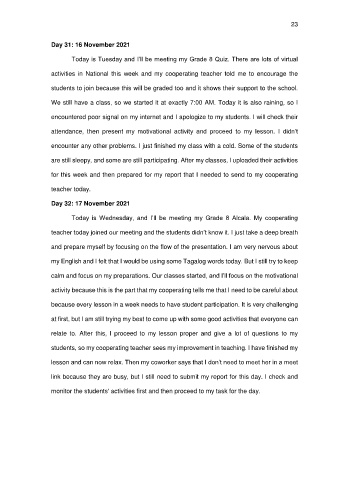 23
Day 31: 16 November 2021
Today is Tuesday and I'll be meeting my Grade 8 Quiz. There are lots of virtual
activities in National this week and my cooperating teacher told me to encourage the
students to join because this will be graded too and it shows their support to the school.
We still have a class, so we started it at exactly 7:00 AM. Today it is also raining, so I
encountered poor signal on my internet and I apologize to my students. I will check their
attendance, then present my motivational activity and proceed to my lesson. I didn't
encounter any other problems. I just finished my class with a cold. Some of the students
are still sleepy, and some are still participating. After my classes, I uploaded their activities
for this week and then prepared for my report that I needed to send to my cooperating
teacher today.
Day 32: 17 November 2021
Today is Wednesday, and I'll be meeting my Grade 8 Alcala. My cooperating
teacher today joined our meeting and the students didn't know it. I just take a deep breath
and prepare myself by focusing on the flow of the presentation. I am very nervous about
my English and I felt that I would be using some Tagalog words today. But I still try to keep
calm and focus on my preparations. Our classes started, and I'll focus on the motivational
activity because this is the part that my cooperating tells me that I need to be careful about
because every lesson in a week needs to have student participation. It is very challenging
at first, but I am still trying my best to come up with some good activities that everyone can
relate to. After this, I proceed to my lesson proper and give a lot of questions to my
students, so my cooperating teacher sees my improvement in teaching. I have finished my
lesson and can now relax. Then my coworker says that I don't need to meet her in a meet
link because they are busy, but I still need to submit my report for this day. I check and
monitor the students' activities first and then proceed to my task for the day.